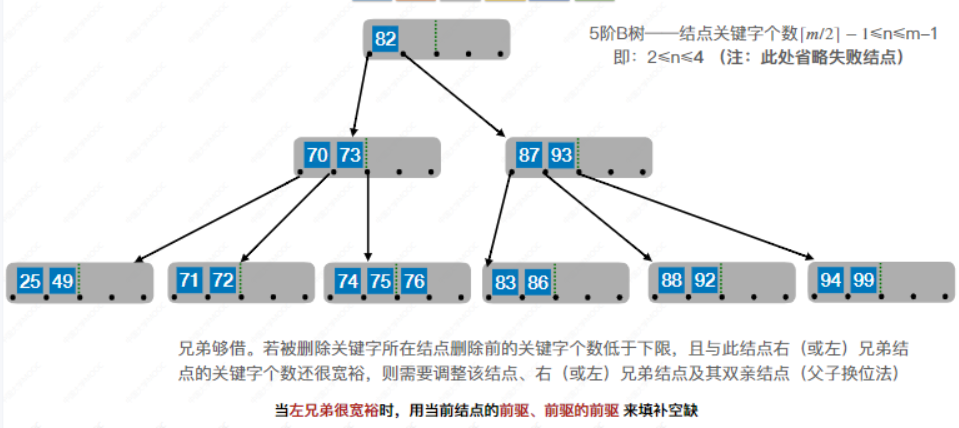 82
5阶B树——结点关键字个数⌈m/2⌉ − 1≤n≤m–1
即：2≤n≤4 （注：此处省略失败结点）
70 73
87 93
25 49
71 72
74 75 76
83 86
88 92
94 99
兄弟够借。若被删除关键字所在结点删除前的关键字个数低于下限，且与此结点右（或左）兄弟结
点的关键字个数还很宽裕，则需要调整该结点、右（或左）兄弟结点及其双亲结点（父子换位法）
当左兄弟很宽裕时，用当前结点的前驱、前驱的前驱 来填补空缺